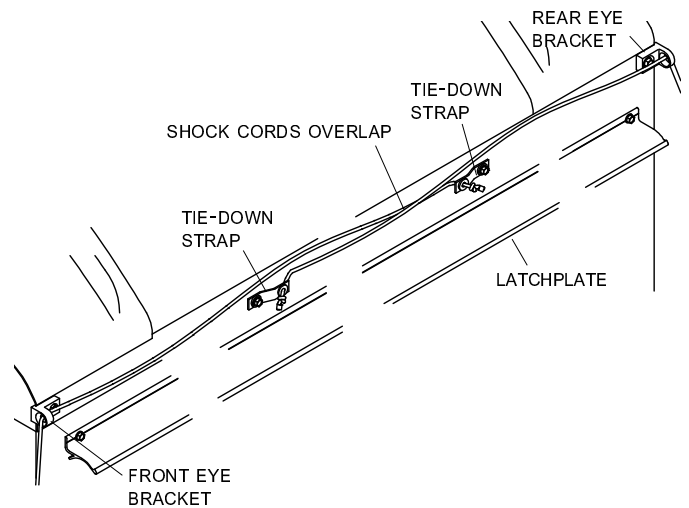 REAR EYE
BRACKET
TIE-DOWN
STRAP
SHOCK CORDS OVERLAP
TIE-DOWN
STRAP
LATCHPLATE
FRONT EYE
BRACKET